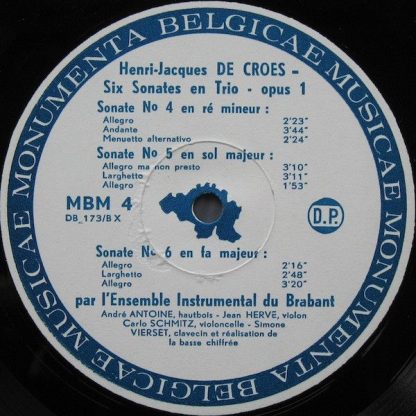 MONUMENTA BELGICAE MUSICAE MONUMENTA BELGICAE MUSICAE
Henri-Jacques DE CROES -
Six Sonates en Trio - opus 1
Sonate No 4 en ré mineur :
Allegro 2'23"
Andante 3'44"
Menuetto alternativo 2'24"
Sonate No 5 en sol majeur :
Allegro ma non presto 3'10"
Larghetto 3'11"
Allegro 1'53"
MBM 4
DB_173/B X
D.P.
Sonate No 6 en fa majeur :
Allegro 2'16"
Larghetto 2'48"
Allegro 3'20"
par l'Ensemble Instrumental du Brabant
André ANTOINE, hautbois - Jean HERVE, violon
Carlo SCHMITZ, violoncelle - Simone
VIERSET, clavecin et réalisation de
la basse chiffrée